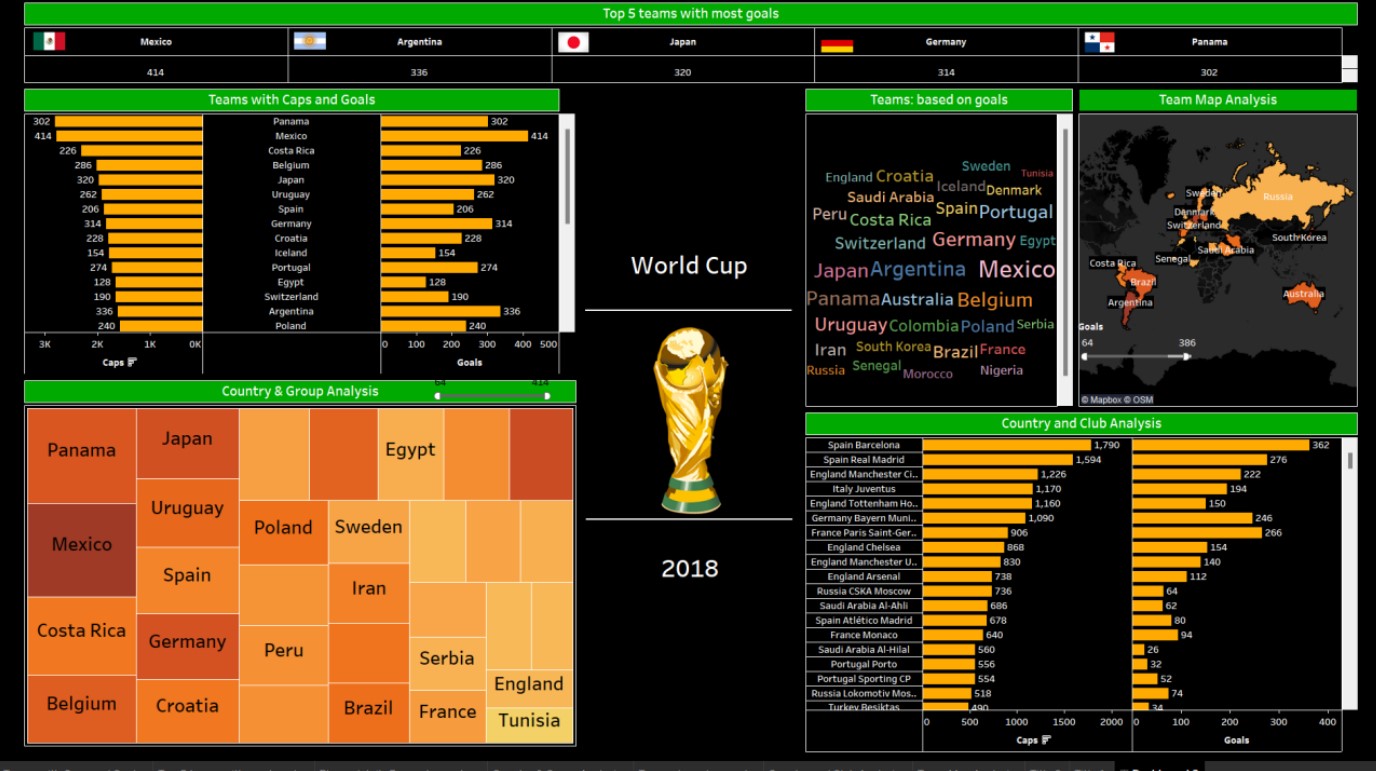 Top 5 teams with most goals
Mexico Argentina Japan Germany Panama
414 336 320 314 302
Teams with Caps and Goals
302 Panama 302
414 Mexico 414
226 Costa Rica 226
286 Belgium 286
320 Japan 320
262 Uruguay 262
206 Spain 206
314 Germany 314
228 Croatia 228
154 Iceland 154
274 Portugal 274
128 Egypt 128
190 Switzerland 190
336 Argentina 336
240 Poland 240
3K 2K 1K 0K 0 100 200 300 400 500
Caps Goals
World Cup
2018
Teams: based on goals
Sweden Tunisia
England Croatia
Iceland Denmark
Saudi Arabia
Spain Portugal
Peru Costa Rica
Switzerland Germany Egypt
Japan Argentina Mexico
Panama Australia Belgium
Uruguay Colombia Poland Serbia
Iran South Korea Brazil France
Russia Senegal Morocco Nigeria
Team Map Analysis
Russia
Sweden
Denmark
Switzerland
South Korea
Saudi Arabia
Senegal
Costa Rica
Brazil
Australia
Argentina
Goals
64 386
© Mapbox © OSM
Country & Group Analysis
64 414
Panama Japan Egypt
Uruguay
Mexico Poland Sweden
Spain Iran
Costa Rica Germany Peru
Serbia
England
Belgium Croatia Brazil France
Tunisia
Country and Club Analysis
Spain Barcelona 1,790 362
Spain Real Madrid 1,594 276
England Manchester Ci.. 1,226 222
Italy Juventus 1,170 194
England Tottenham Ho.. 1,160 150
Germany Bayern Muni.. 1,090 246
France Paris Saint-Ger.. 906 266
England Chelsea 868 154
England Manchester U.. 830 140
England Arsenal 738 112
Russia CSKA Moscow 736 64
Saudi Arabia Al-Ahli 686 62
Spain Atlético Madrid 678 80
France Monaco 640 94
Saudi Arabia Al-Hilal 560 26
Portugal Porto 556 32
Portugal Sporting CP 554 52
Russia Lokomotiv Mos.. 518 74
Turkey Besiktas 490 34
0 500 1000 1500 2000 0 100 200 300 400
Caps Goals